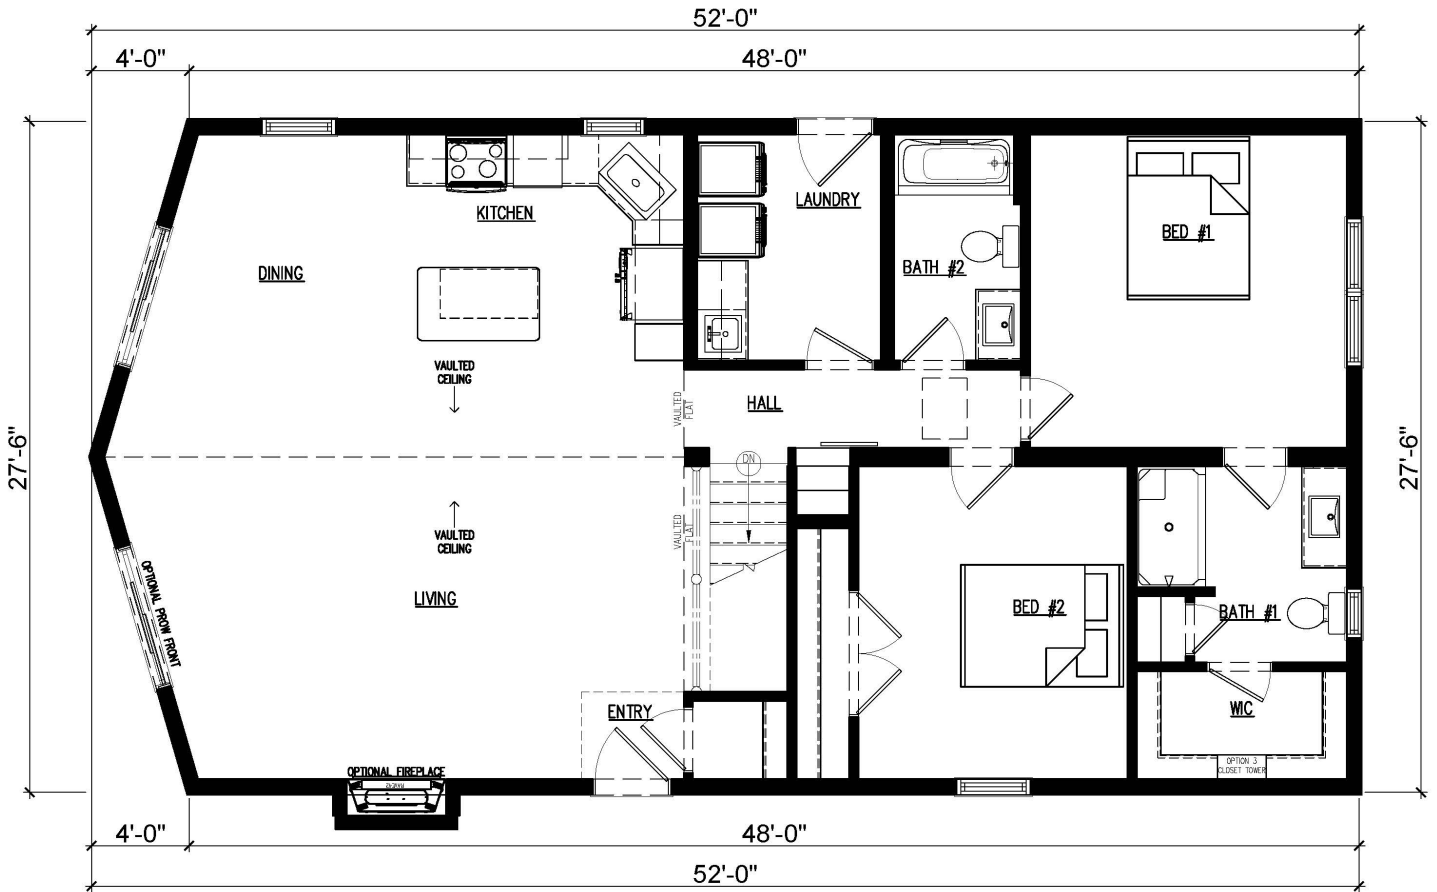 52'-0"
4'-0"
48'-0"
LAUNDRY
KITCHEN
BED #1
BATH #2
DINING
VAULTED
CEILING
HALL
VAULTED
FLAT
27'-6"
27'-6"
DN
VAULTED
FLAT
VAULTED
CEILING
OPTIONAL PROW FRONT
LIVING
BED #2
BATH #1
ENTRY
WIC
OPTION 3
CLOSET TOWER
OPTIONAL FIREPLACE
4'-0"
48'-0"
52'-0"